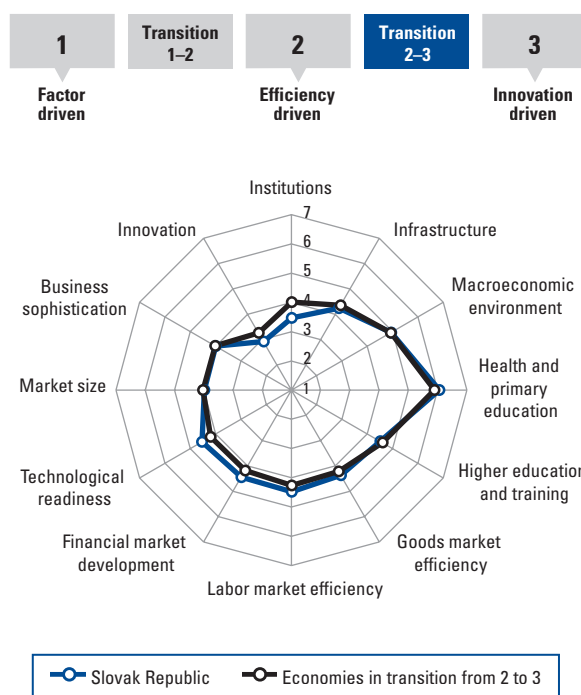 1
Transition
1–2
2
Transition
2–3
3
Factor
driven
Efficiency
driven
Innovation
driven
Institutions
Innovation
Infrastructure
Business
sophistication
Macroeconomic
environment
Market size
Health and
primary
education
Technological
readiness
Higher education
and training
Financial market
development
Goods market
efficiency
Labor market efficiency
7
6
5
4
3
2
1
Slovak Republic
Economies in transition from 2 to 3